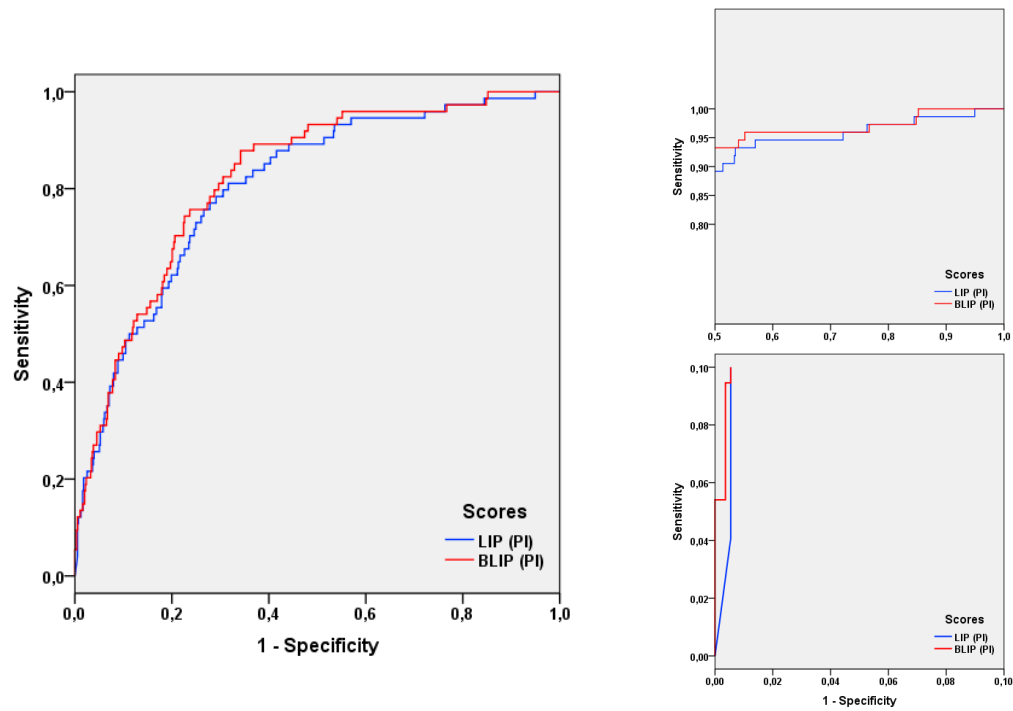 1,0
0,8
0,6
0,4
0,2
0,0
Sensitivity
Scores
LIP (PI)
BLIP (PI)
0,0 0,2 0,4 0,6 0,8 1,0
1 - Specificity
1,00
0,95
0,90
0,85
0,80
Sensitivity
Scores
LIP (PI)
BLIP (PI)
0,5 0,6 0,7 0,8 0,9 1,0
0,10
0,08
0,06
0,04
0,02
0,00
Sensitivity
Scores
LIP (PI)
BLIP (PI)
0,00 0,02 0,04 0,06 0,08 0,10
1 - Specificity